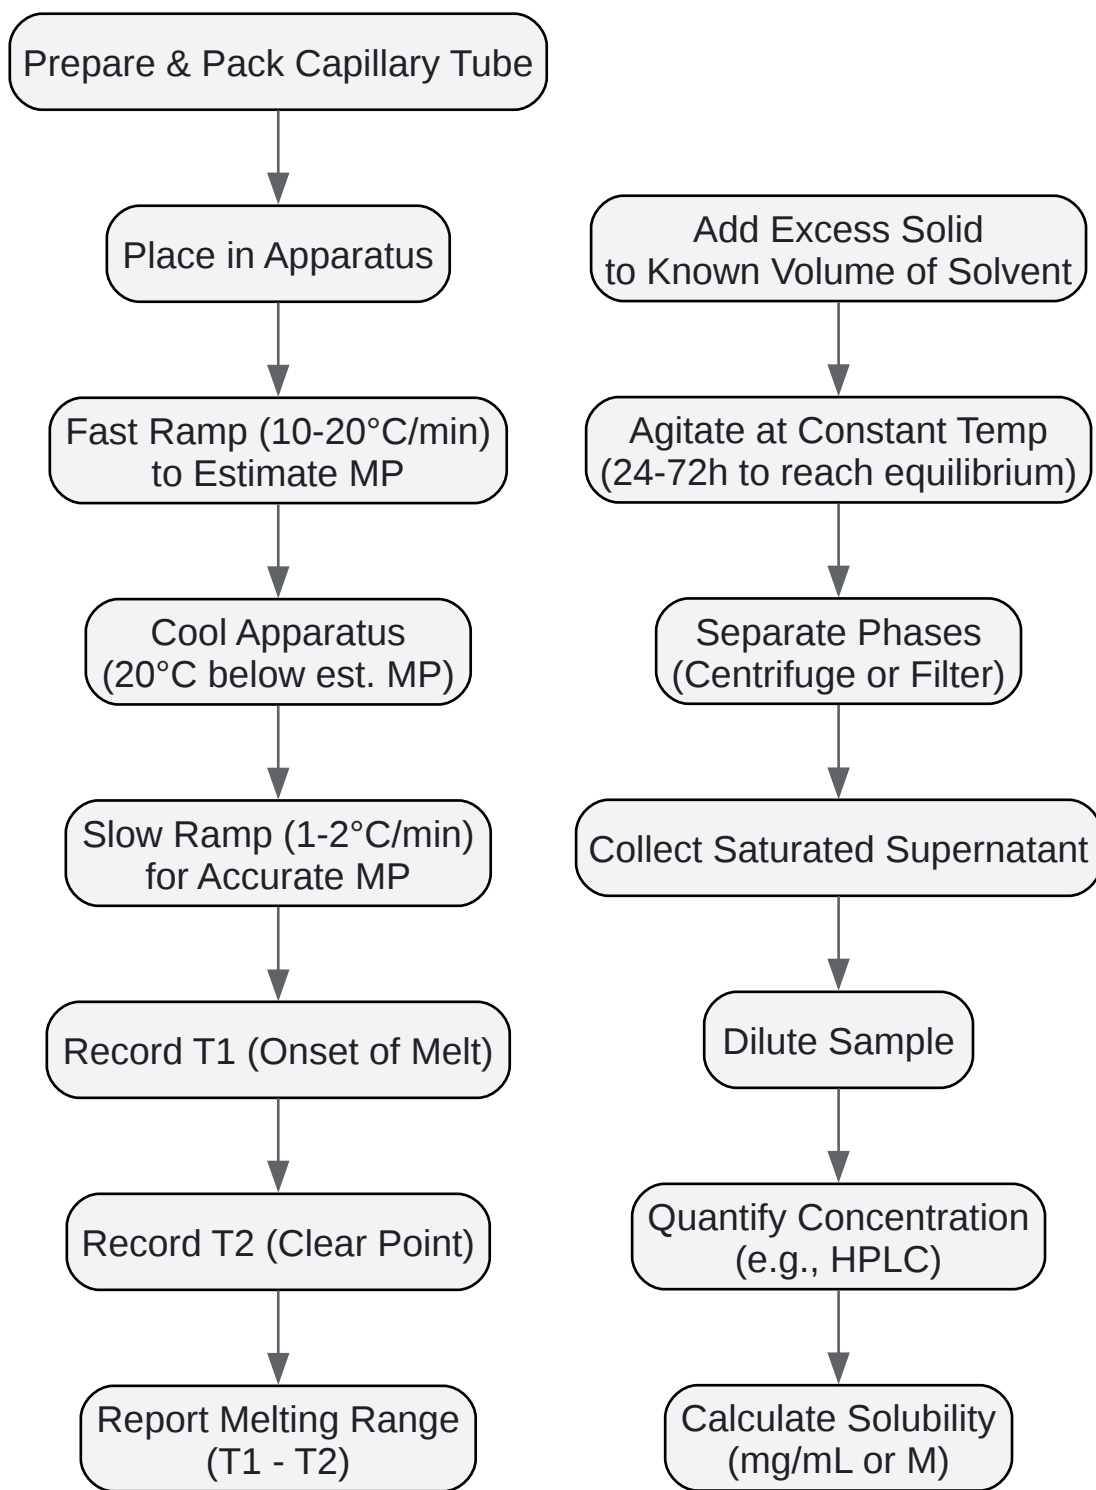 Prepare & Pack Capillary Tube
Place in Apparatus
Fast Ramp (10-20°C/min)
to Estimate MP
Cool Apparatus
(20°C below est. MP)
Slow Ramp (1-2°C/min)
for Accurate MP
Record T1 (Onset of Melt)
Record T2 (Clear Point)
Report Melting Range
(T1 - T2)
Add Excess Solid
to Known Volume of Solvent
Agitate at Constant Temp
(24-72h to reach equilibrium)
Separate Phases
(Centrifuge or Filter)
Collect Saturated Supernatant
Dilute Sample
Quantify Concentration
(e.g., HPLC)
Calculate Solubility
(mg/mL or M)